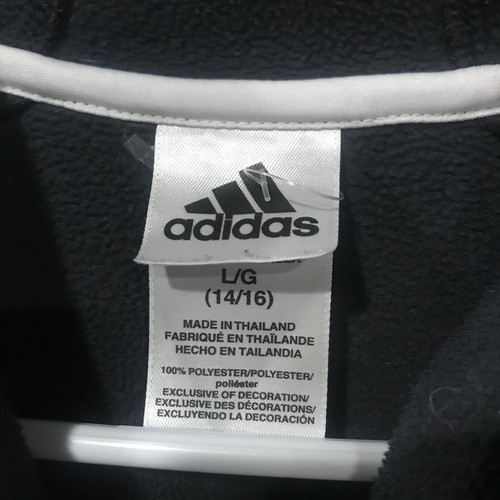 adidas
L/G
(14/16)
MADE IN THAILAND
FABRIQUÉ EN THAÏLANDE
HECHO EN TAILANDIA
100% POLYESTER/POLYESTER/
poliéster
EXCLUSIVE OF DECORATION/
EXCLUSIVE DES DÉCORATIONS/
EXCLUYENDO LA DECORACIÓN